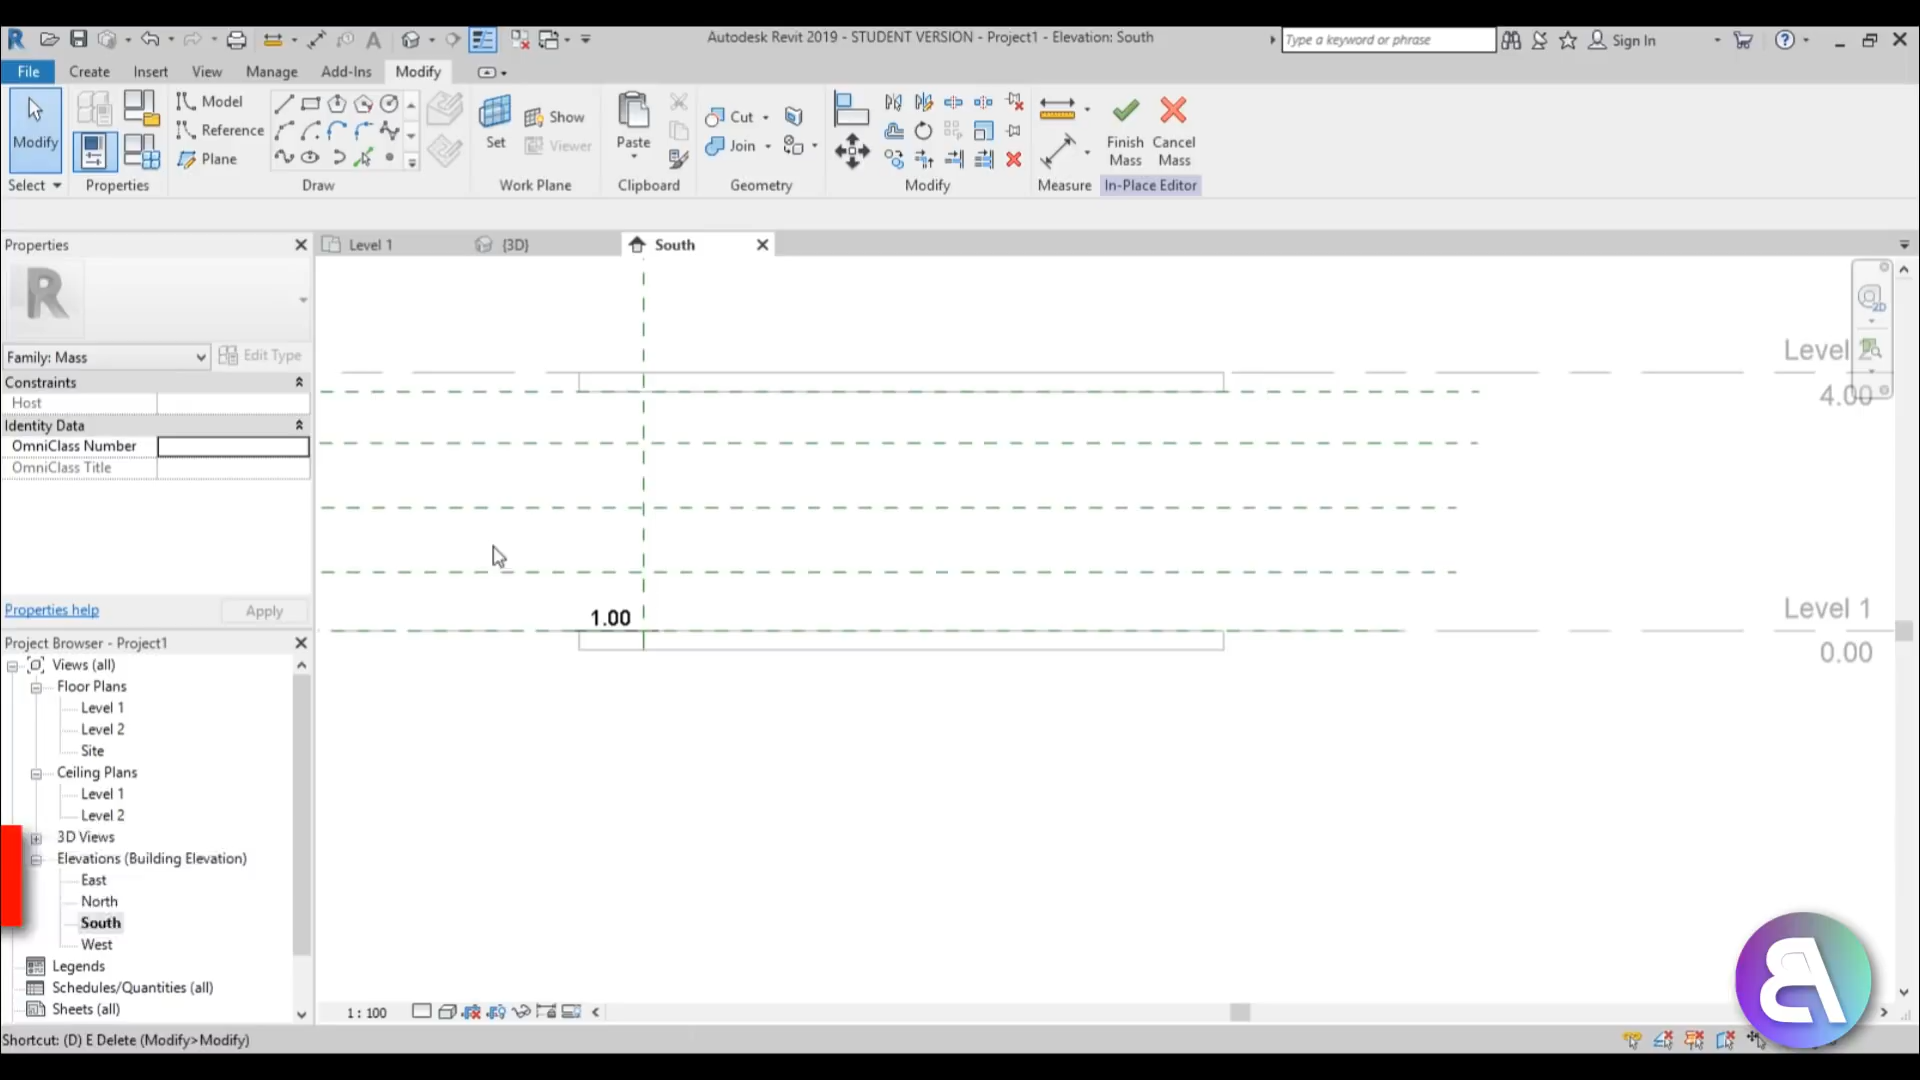 Autodesk Revit 2019 - STUDENT VERSION - Project1 - Elevation: South
Type a keyword or phrase
Sign In
File
Create
Insert
View
Manage
Add-Ins
Modify
Modify
Select
Properties
Model
Reference
Plane
Draw
Set
Show
Viewer
Work Plane
Paste
Clipboard
Cut
Join
Geometry
Modify
Measure
Finish Mass
Cancel Mass
In-Place Editor
Properties
Level 1
{3D}
South
Family: Mass
Edit Type
Constraints
Host
Identity Data
OmniClass Number
OmniClass Title
Properties help
Apply
Level
4.00
1.00
Level 1
0.00
Project Browser - Project1
Views (all)
Floor Plans
Level 1
Level 2
Site
Ceiling Plans
Level 1
Level 2
3D Views
Elevations (Building Elevation)
East
North
South
West
Legends
Schedules/Quantities (all)
Sheets (all)
1 : 100
Shortcut: (D) E Delete (Modify>Modify)